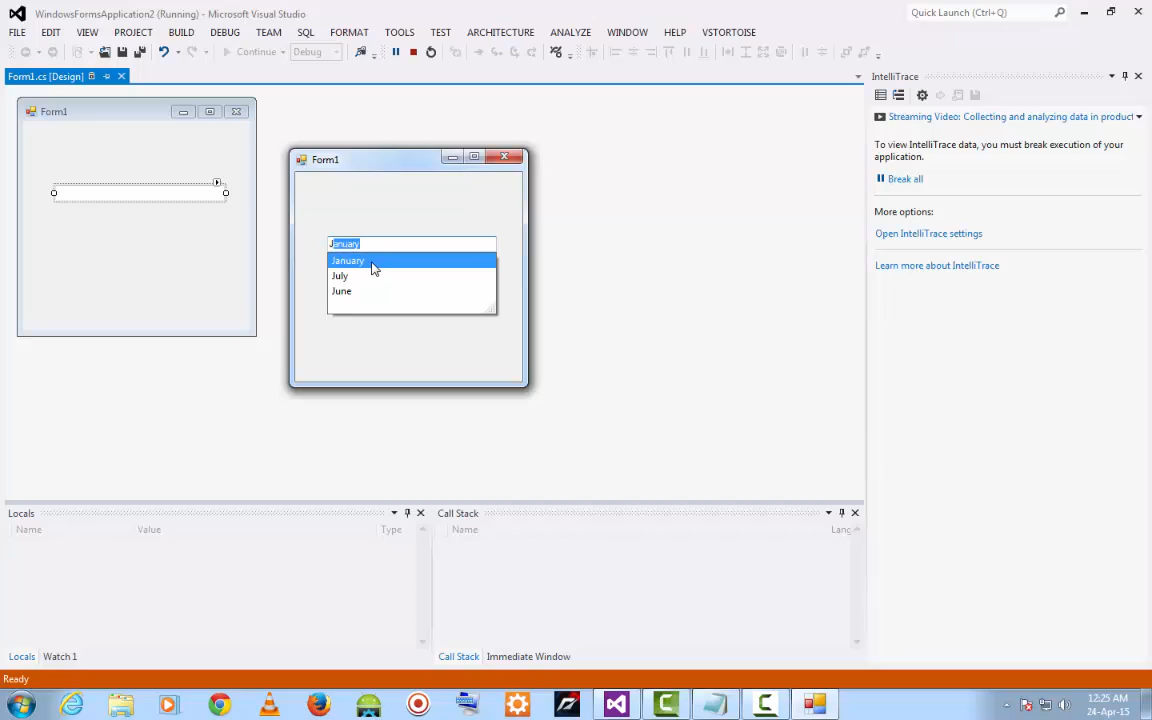 WindowsFormsApplication2 (Running) - Microsoft Visual Studio
Quick Launch (Ctrl+Q)
FILE EDIT VIEW PROJECT BUILD DEBUG TEAM SQL FORMAT TOOLS TEST ARCHITECTURE ANALYZE WINDOW HELP VSTORTOISE
Continue Debug
Form1.cs [Design]
IntelliTrace
Form1
Streaming Video: Collecting and analyzing data in product
To view IntelliTrace data, you must break execution of your
application.
Break all
More options:
Open IntelliTrace settings
Learn more about IntelliTrace
Form1
January
January
July
June
Locals
Name Value Type
Call Stack
Name Lang
Locals Watch 1
Call Stack Immediate Window
Ready
12:25 AM
24-Apr-15